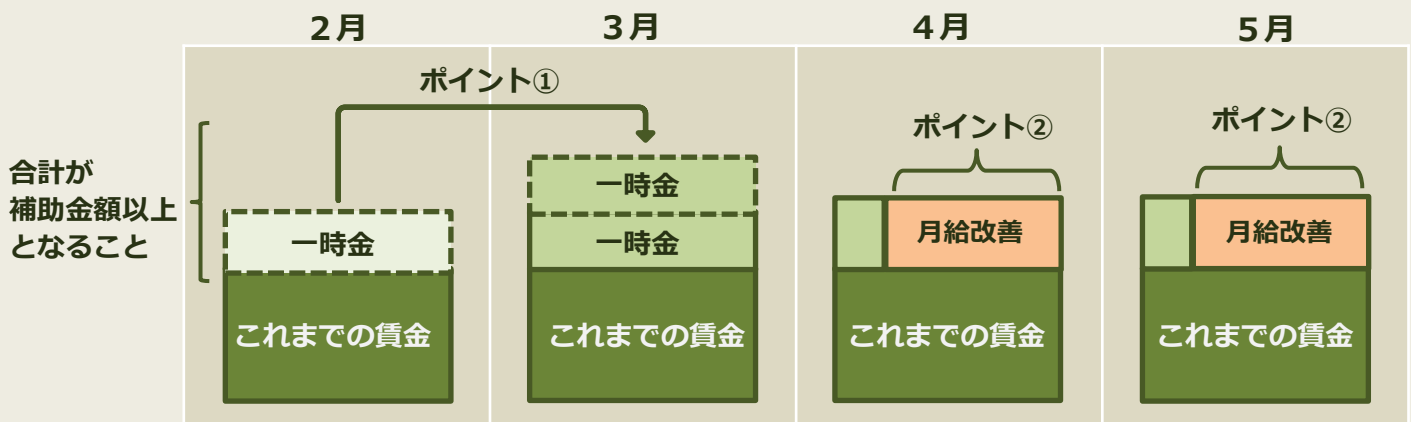 ２月
３月
４月
５月
ポイント①
ポイント②
ポイント②
合計が
補助金額以上
となること
一時金
一時金
一時金
月給改善
月給改善
これまでの賃金
これまでの賃金
これまでの賃金
これまでの賃金